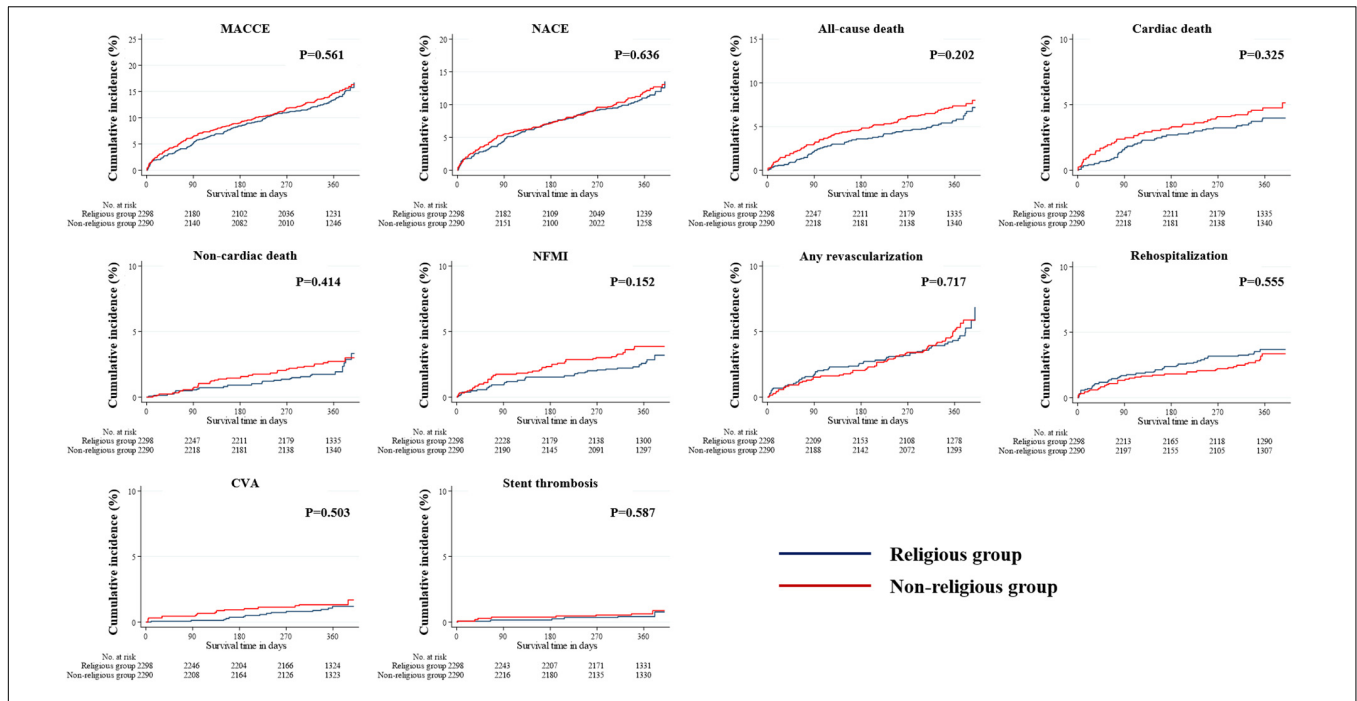 MACCE
P=0.561
Cumulative incidence (%)
25
20
15
10
5
0
0 90 180 270 360
Survival time in days
No. at risk
Religious group 2298 2180 2102 2036 1231
Non-religious group 2290 2140 2082 2010 1246
NACE
P=0.636
Cumulative incidence (%)
20
15
10
5
0
0 90 180 270 360
Survival time in days
No. at risk
Religious group 2298 2182 2109 2049 1239
Non-religious group 2290 2151 2100 2022 1258
All-cause death
P=0.202
Cumulative incidence (%)
15
10
5
0
0 90 180 270 360
Survival time in days
No. at risk
Religious group 2298 2247 2211 2179 1335
Non-religious group 2290 2218 2181 2138 1340
Cardiac death
P=0.325
Cumulative incidence (%)
10
5
0
0 90 180 270 360
Survival time in days
No. at risk
Religious group 2298 2247 2211 2179 1335
Non-religious group 2290 2218 2181 2138 1340
Non-cardiac death
P=0.414
Cumulative incidence (%)
10
5
0
0 90 180 270 360
Survival time in days
No. at risk
Religious group 2298 2247 2211 2179 1335
Non-religious group 2290 2218 2181 2138 1340
NFMI
P=0.152
Cumulative incidence (%)
10
5
0
0 90 180 270 360
Survival time in days
No. at risk
Religious group 2298 2228 2179 2138 1300
Non-religious group 2290 2190 2145 2091 1297
Any revascularization
P=0.717
Cumulative incidence (%)
10
5
0
0 90 180 270 360
Survival time in days
No. at risk
Religious group 2298 2209 2153 2108 1278
Non-religious group 2290 2188 2142 2072 1293
Rehospitalization
P=0.555
Cumulative incidence (%)
10
5
0
0 90 180 270 360
Survival time in days
No. at risk
Religious group 2298 2213 2165 2118 1290
Non-religious group 2290 2197 2155 2105 1307
CVA
P=0.503
Cumulative incidence (%)
10
5
0
0 90 180 270 360
Survival time in days
No. at risk
Religious group 2298 2246 2204 2166 1324
Non-religious group 2290 2208 2164 2126 1323
Stent thrombosis
P=0.587
Cumulative incidence (%)
10
5
0
0 90 180 270 360
Survival time in days
No. at risk
Religious group 2298 2243 2207 2171 1331
Non-religious group 2290 2216 2180 2135 1330
Religious group
Non-religious group